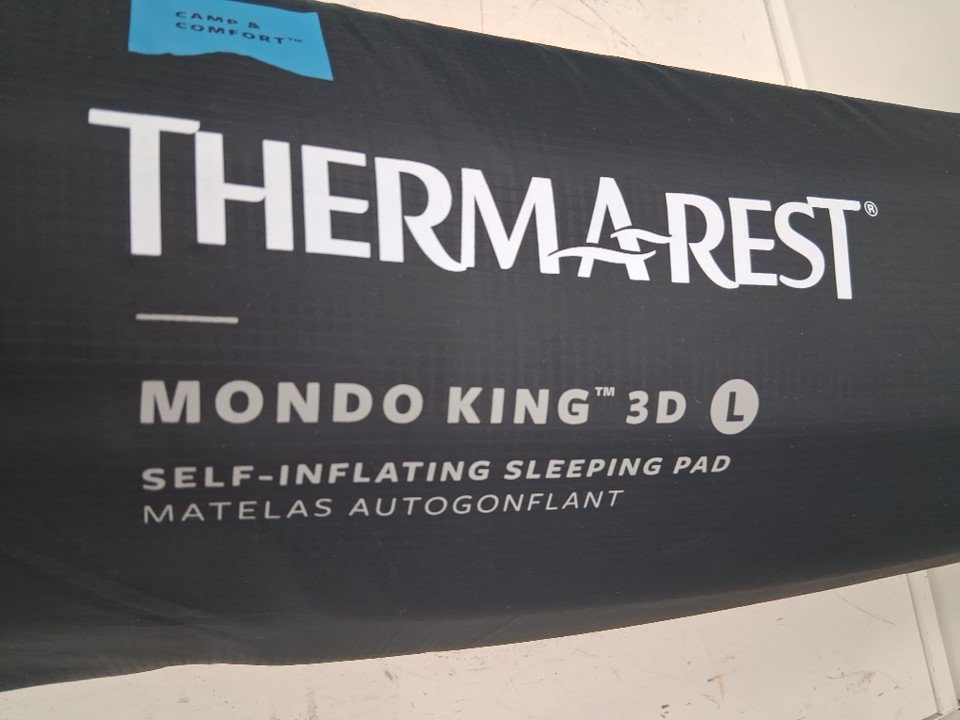 CAMP &
COMFORT™
THERMAREST®
MONDO KING™ 3D L
SELF-INFLATING SLEEPING PAD
MATELAS AUTOGONFLANT